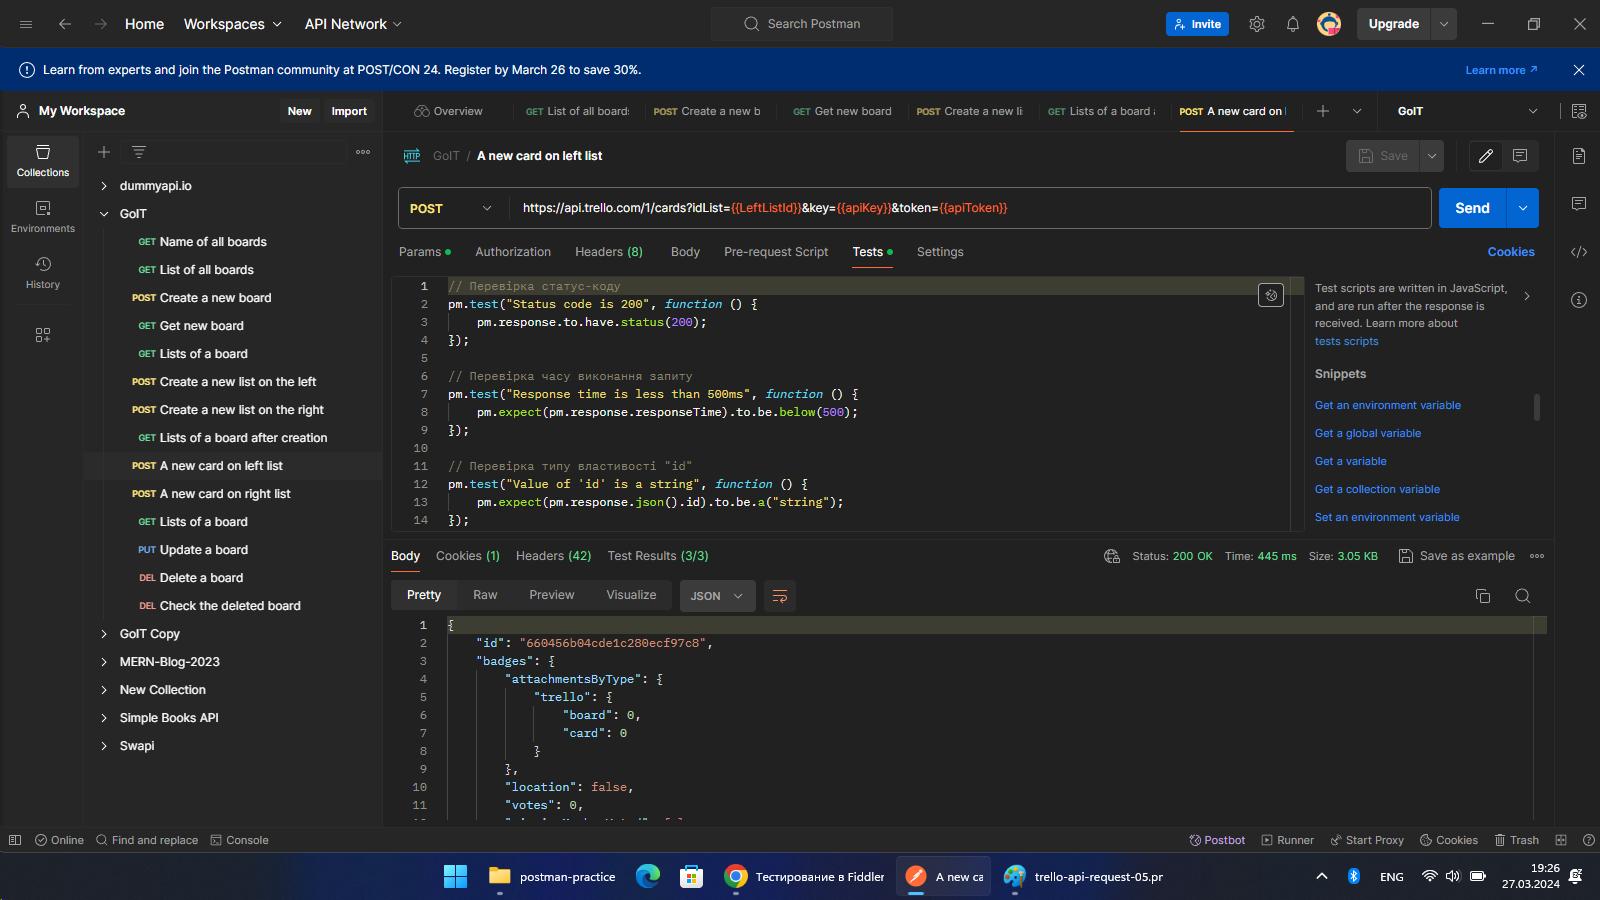 Home
Workspaces
API Network
Search Postman
Invite
Upgrade
Learn from experts and join the Postman community at POST/CON 24. Register by March 26 to save 30%.
Learn more
My Workspace
New
Import
Overview
GET List of all board
POST Create a new b
GET Get new board
POST Create a new li
GET Lists of a board
POST A new card on
GoIT
Collections
Environments
History
dummyapi.io
GoIT
GET Name of all boards
GET List of all boards
POST Create a new board
GET Get new board
GET Lists of a board
POST Create a new list on the left
POST Create a new list on the right
GET Lists of a board after creation
POST A new card on left list
POST A new card on right list
GET Lists of a board
PUT Update a board
DEL Delete a board
DEL Check the deleted board
GoIT Copy
MERN-Blog-2023
New Collection
Simple Books API
Swapi
HTTP GoIT / A new card on left list
Save
POST
https://api.trello.com/1/cards?idList={{LeftListId}}&key={{apiKey}}&token={{apiToken}}
Send
Params
Authorization
Headers (8)
Body
Pre-request Script
Tests
Settings
Cookies
1 // Перевірка статус-коду
2 pm.test("Status code is 200", function () {
3 pm.response.to.have.status(200);
4 });
5
6 // Перевірка часу виконання запиту
7 pm.test("Response time is less than 500ms", function () {
8 pm.expect(pm.response.responseTime).to.be.below(500);
9 });
10
11 // Перевірка типу властивості "id"
12 pm.test("Value of 'id' is a string", function () {
13 pm.expect(pm.response.json().id).to.be.a("string");
14 });
Test scripts are written in JavaScript,
and are run after the response is
received. Learn more about
tests scripts
Snippets
Get an environment variable
Get a global variable
Get a variable
Get a collection variable
Set an environment variable
Body
Cookies (1)
Headers (42)
Test Results (3/3)
Status: 200 OK
Time: 445 ms
Size: 3.05 KB
Save as example
Pretty
Raw
Preview
Visualize
JSON
1 {
2 "id": "660456b04cde1c280ecf97c8",
3 "badges": {
4 "attachmentsByType": {
5 "trello": {
6 "board": 0,
7 "card": 0
8 }
9 },
10 "location": false,
11 "votes": 0,
Online
Find and replace
Console
Postbot
Runner
Start Proxy
Cookies
Trash
postman-practice
Тестирование в Fiddler
A new ca
trello-api-request-05.pr
ENG
19:26
27.03.2024